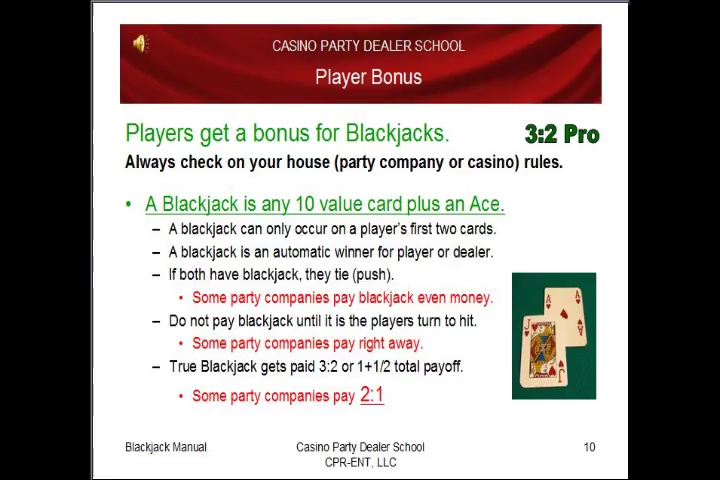 CASINO PARTY DEALER SCHOOL
Player Bonus
Players get a bonus for Blackjacks.
3:2 Pro
Always check on your house (party company or casino) rules.
• A Blackjack is any 10 value card plus an Ace.
– A blackjack can only occur on a player's first two cards.
– A blackjack is an automatic winner for player or dealer.
– If both have blackjack, they tie (push).
• Some party companies pay blackjack even money.
– Do not pay blackjack until it is the players turn to hit.
• Some party companies pay right away.
– True Blackjack gets paid 3:2 or 1+1/2 total payoff.
• Some party companies pay 2:1
A
A
A
J
J
Blackjack Manual
Casino Party Dealer School
10
CPR-ENT, LLC